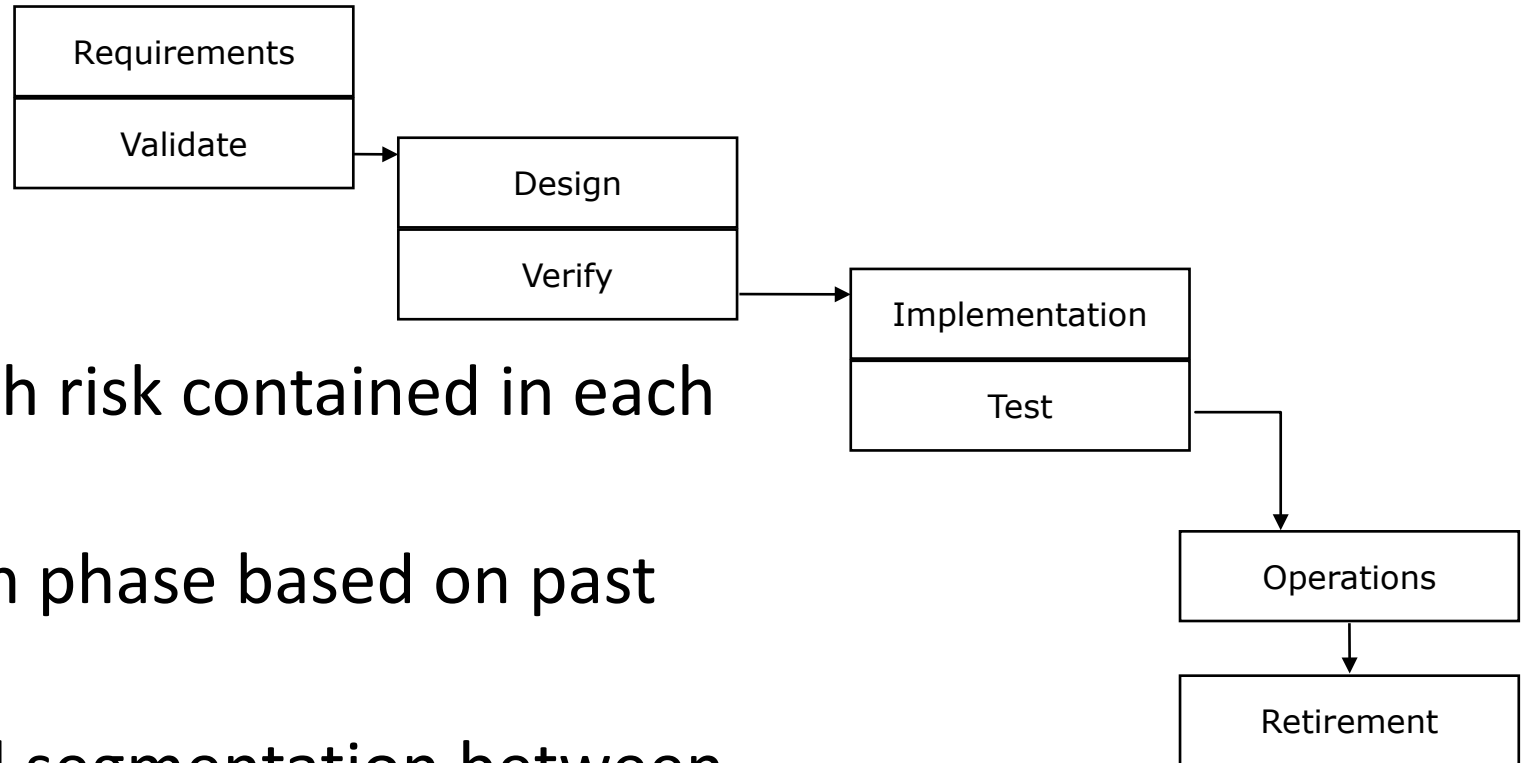 Requirements
Validate
Design
Verify
Implementation
Test
h risk contained in each
n phase based on past
segmentation between
Operations
Retirement